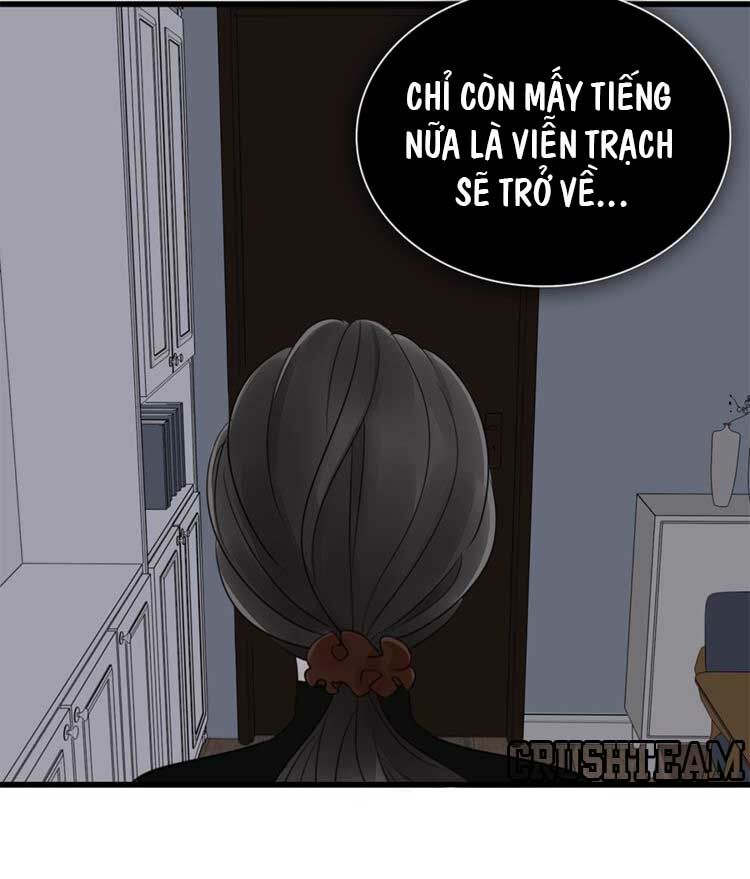 CHỈ CÒN MẤY TIẾNG
NỮA LÀ VIỄN TRẠCH
SẼ TRỞ VỀ...
CRUSHTEAM